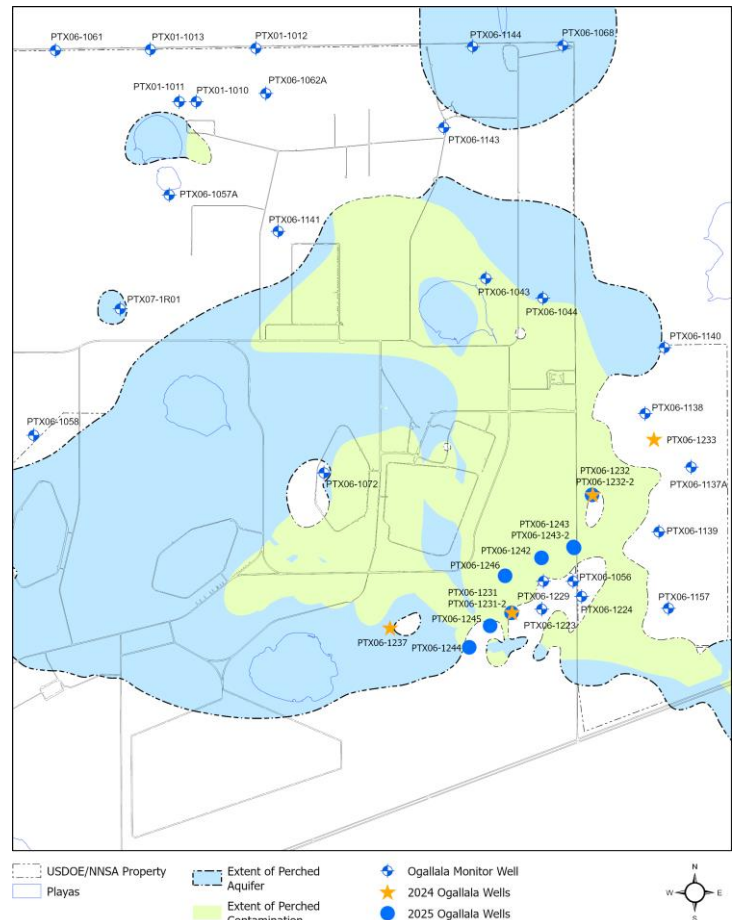 PTX06-1061
PTX01-1013
PTX01-1012
PTX06-1144
PTX06-1068
PTX01-1011
PTX01-1010
PTX06-1062A
PTX06-1143
PTX06-1057A
PTX06-1141
PTX06-1043
PTX07-1R01
PTX06-1044
PTX06-1140
PTX06-1138
PTX06-1058
PTX06-1233
PTX06-1072
PTX06-1232
PTX06-1232-2
PTX06-1137A
PTX06-1243
PTX06-1243-2
PTX06-1139
PTX06-1242
PTX06-1246
PTX06-1056
PTX06-1231
PTX06-1231-2
PTX06-1229
PTX06-1224
PTX06-1157
PTX06-1245
PTX06-1223
PTX06-1237
PTX06-1244
USDOE/NNSA Property
Playas
Extent of Perched
Aquifer
Extent of Perched
Contamination
Ogallala Monitor Well
2024 Ogallala Wells
2025 Ogallala Wells
N
W
E
S